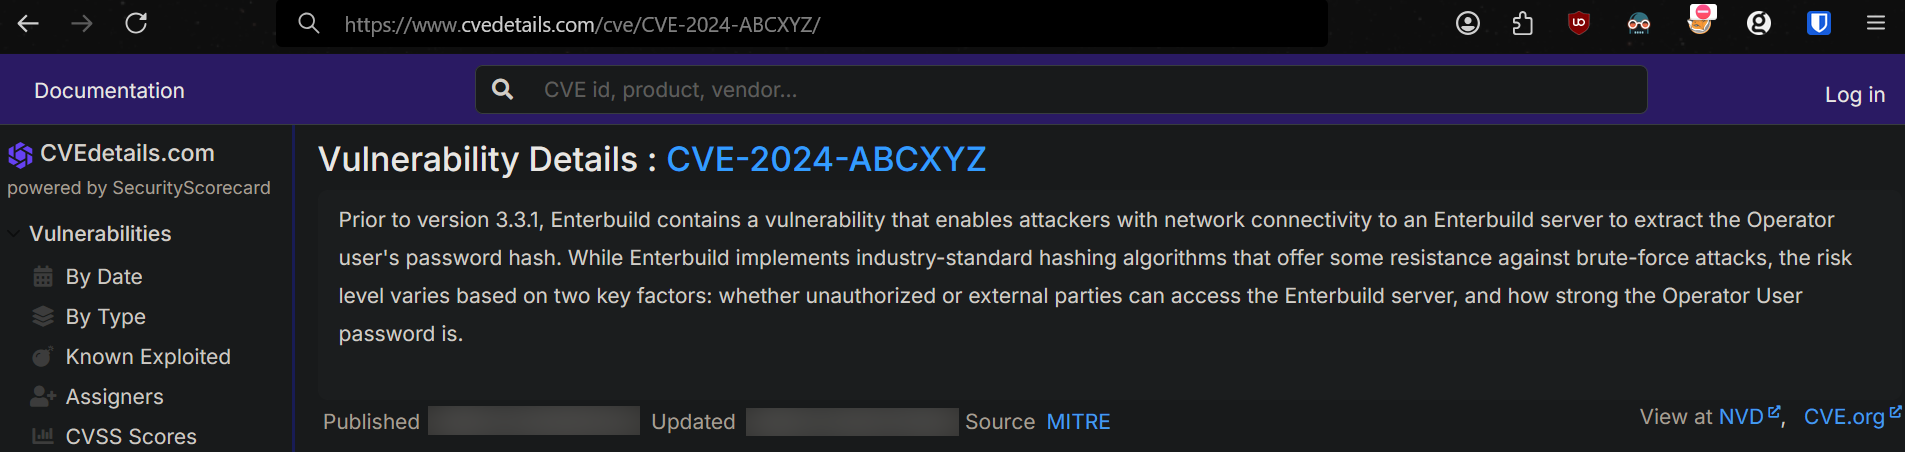 https://www.cvedetails.com/cve/CVE-2024-ABCXYZ/
Documentation
CVE id, product, vendor...
Log in
CVEdetails.com
powered by SecurityScorecard
Vulnerabilities
By Date
By Type
Known Exploited
Assigners
CVSS Scores
Vulnerability Details : CVE-2024-ABCXYZ
Prior to version 3.3.1, Enterbuild contains a vulnerability that enables attackers with network connectivity to an Enterbuild server to extract the Operator
user's password hash. While Enterbuild implements industry-standard hashing algorithms that offer some resistance against brute-force attacks, the risk
level varies based on two key factors: whether unauthorized or external parties can access the Enterbuild server, and how strong the Operator User
password is.
Published Updated Source MITRE
View at NVD, CVE.org